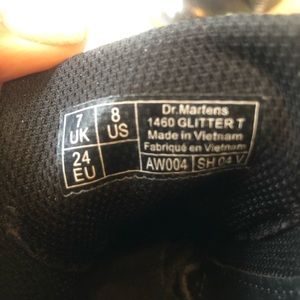 7 UK
8 US
24 EU
Dr.Martens
1460 GLITTER T
Made in Vietnam
Fabriqué en Vietnam
AW004
SH 04 V